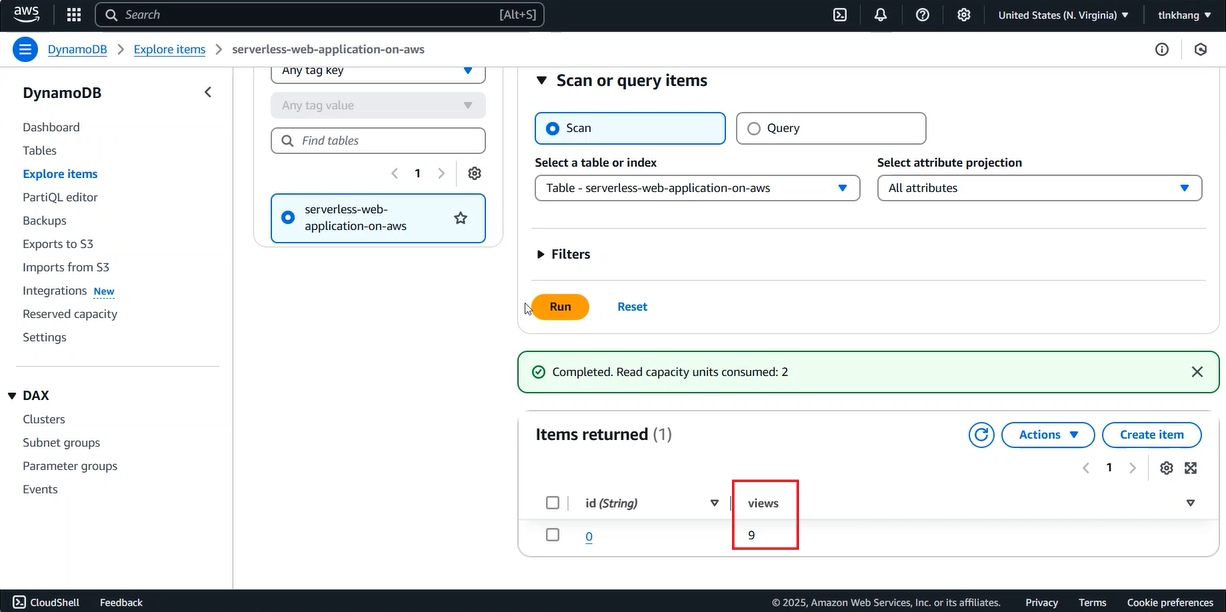 aws
Search [Alt+S]
United States (N. Virginia)
tlnkhang
DynamoDB
Explore items
serverless-web-application-on-aws
DynamoDB
Dashboard
Tables
Explore items
PartiQL editor
Backups
Exports to S3
Imports from S3
Integrations New
Reserved capacity
Settings
DAX
Clusters
Subnet groups
Parameter groups
Events
Any tag key
Any tag value
Find tables
1
serverless-web-
application-on-aws
Scan or query items
Scan
Query
Select a table or index
Table - serverless-web-application-on-aws
Select attribute projection
All attributes
Filters
Run
Reset
Completed. Read capacity units consumed: 2
Items returned (1)
Actions
Create item
1
id (String)
views
0
9
CloudShell
Feedback
© 2025, Amazon Web Services, Inc. or its affiliates.
Privacy
Terms
Cookie preferences